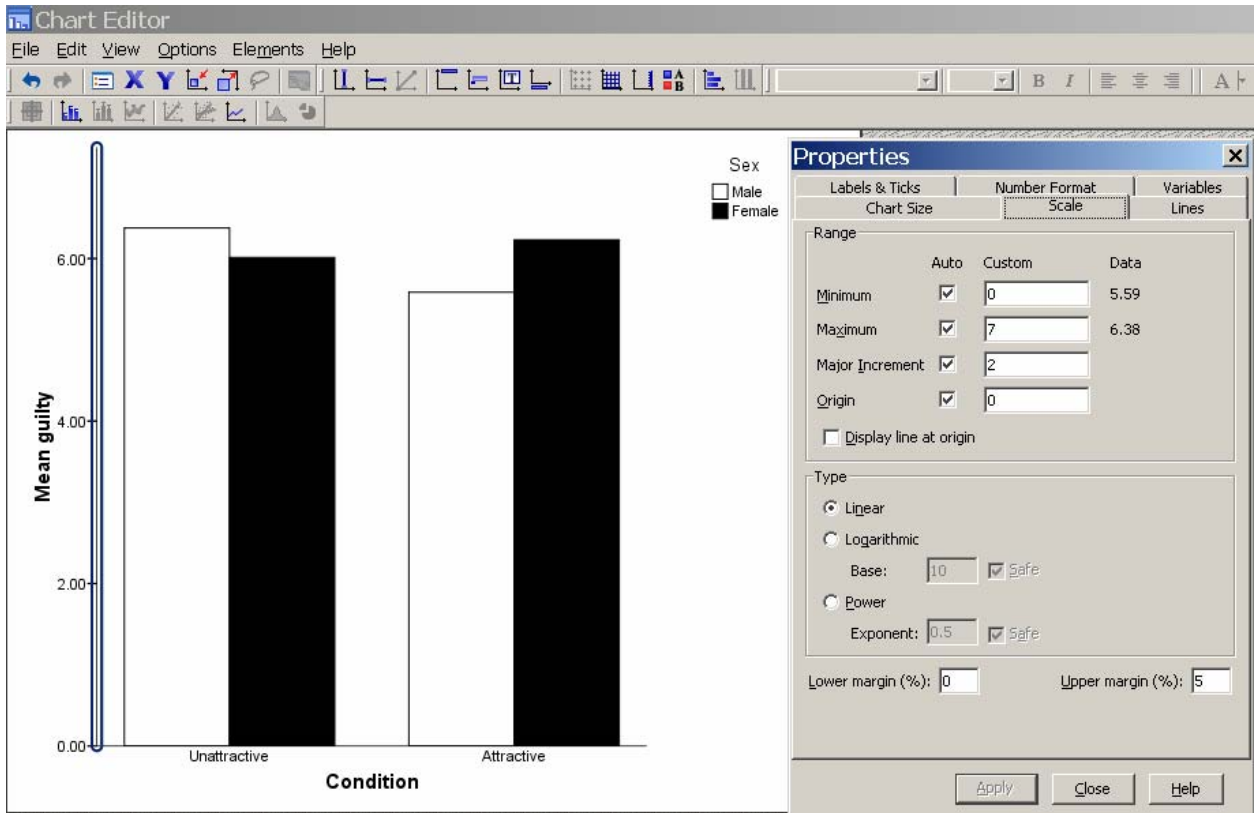 Chart Editor
File Edit View Options Elements Help
B I A
Sex
Male
Female
6.00
4.00
2.00
0.00
Mean guilty
Unattractive Attractive
Condition
Properties
Labels & Ticks Number Format Variables
Chart Size Scale Lines
Range
Auto Custom Data
Minimum 0 5.59
Maximum 7 6.38
Major Increment 2
Origin 0
Display line at origin
Type
Linear
Logarithmic
Base: 10 Safe
Power
Exponent: 0.5 Safe
Lower margin (%): 0 Upper margin (%): 5
Apply Close Help